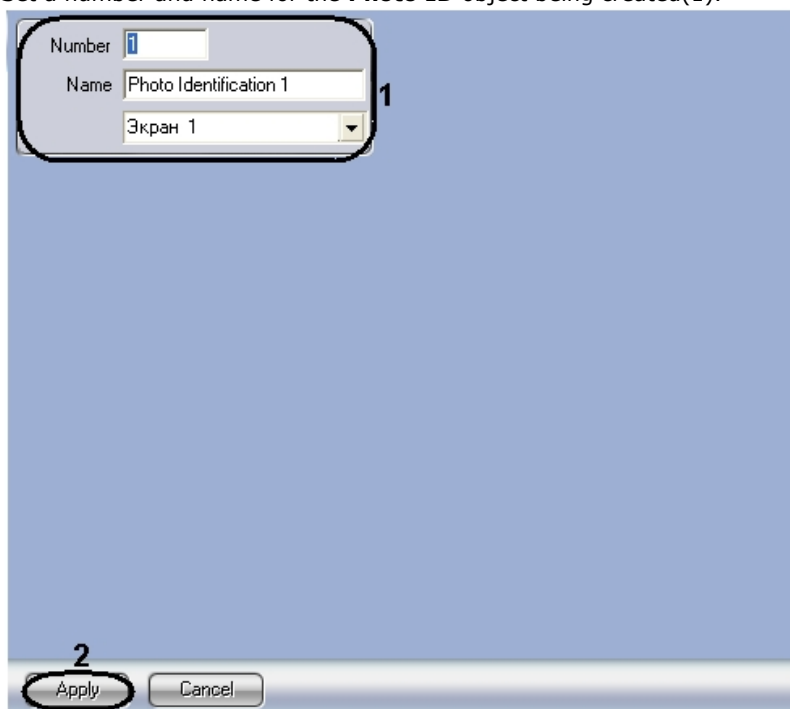 Set a number and name for the Photo ID object being created(1).
Number 1
Name Photo Identification 1
1
Экран 1
2
Apply Cancel